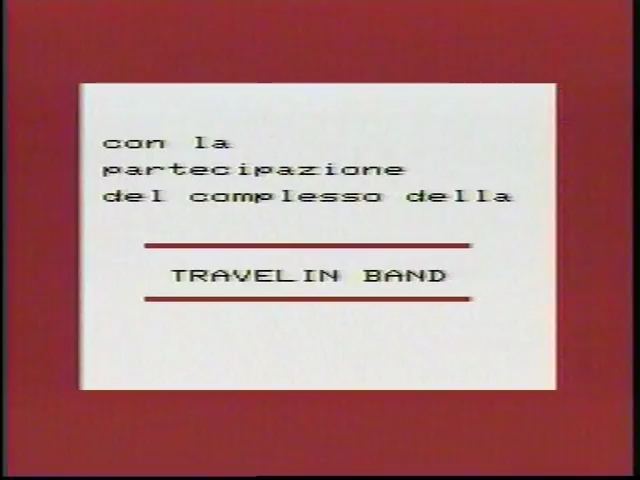 con la
partecipazione
del complesso della
TRAVELIN BAND